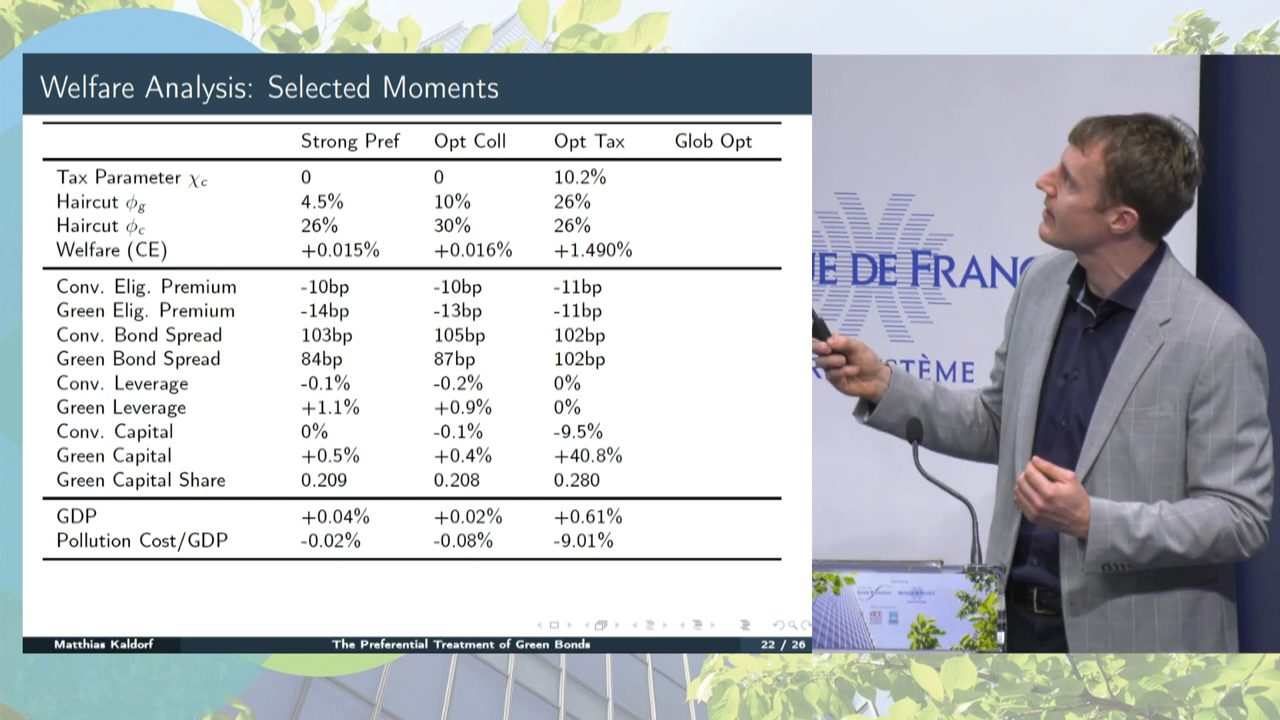 Welfare Analysis: Selected Moments
Strong Pref Opt Coll Opt Tax Glob Opt
Tax Parameter χc 0 0 10.2%
Haircut ϕg 4.5% 10% 26%
Haircut ϕc 26% 30% 26%
Welfare (CE) +0.015% +0.016% +1.490%
Conv. Elig. Premium -10bp -10bp -11bp
Green Elig. Premium -14bp -13bp -11bp
Conv. Bond Spread 103bp 105bp 102bp
Green Bond Spread 84bp 87bp 102bp
Conv. Leverage -0.1% -0.2% 0%
Green Leverage +1.1% +0.9% 0%
Conv. Capital 0% -0.1% -9.5%
Green Capital +0.5% +0.4% +40.8%
Green Capital Share 0.209 0.208 0.280
GDP +0.04% +0.02% +0.61%
Pollution Cost/GDP -0.02% -0.08% -9.01%
Matthias Kaldorf The Preferential Treatment of Green Bonds 22 / 26
UE DE FRANC
STÈME